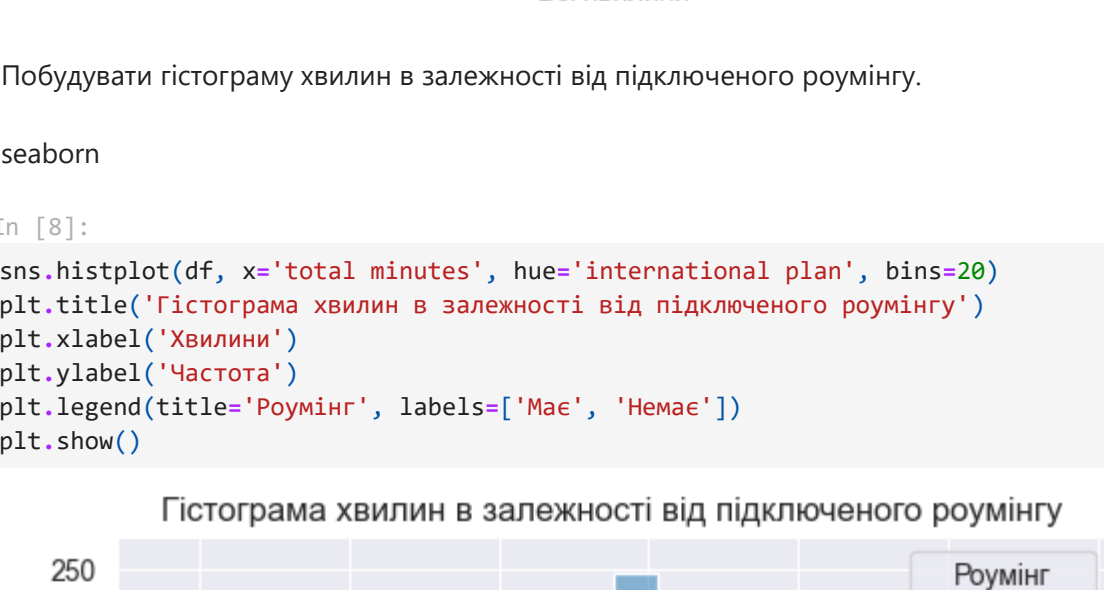 Побудувати гістограму хвилин в залежності від підключеного роумінгу.
seaborn
In [8]:
sns.histplot(df, x='total minutes', hue='international plan', bins=20)
plt.title('Гістограма хвилин в залежності від підключеного роумінгу')
plt.xlabel('Хвилини')
plt.ylabel('Частота')
plt.legend(title='Роумінг', labels=['Має', 'Немає'])
plt.show()
Гістограма хвилин в залежності від підключеного роумінгу
250
Роумінг